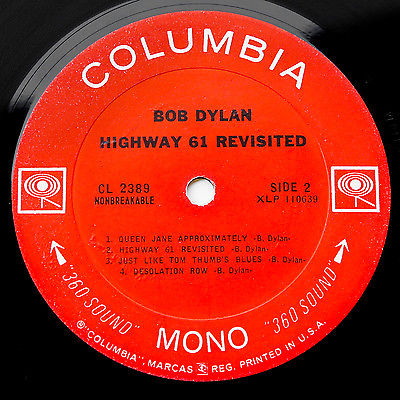 COLUMBIA
BOB DYLAN
HIGHWAY 61 REVISITED
CL 2389
NONBREAKABLE
SIDE 2
XLP 110639
1. QUEEN JANE APPROXIMATELY -B. Dylan-
2. HIGHWAY 61 REVISITED -B. Dylan-
3. JUST LIKE TOM THUMB'S BLUES -B. Dylan-
4. DESOLATION ROW -B. Dylan-
"360 SOUND" MONO "360 SOUND"
® "COLUMBIA", MARCAS REG. PRINTED IN U.S.A.